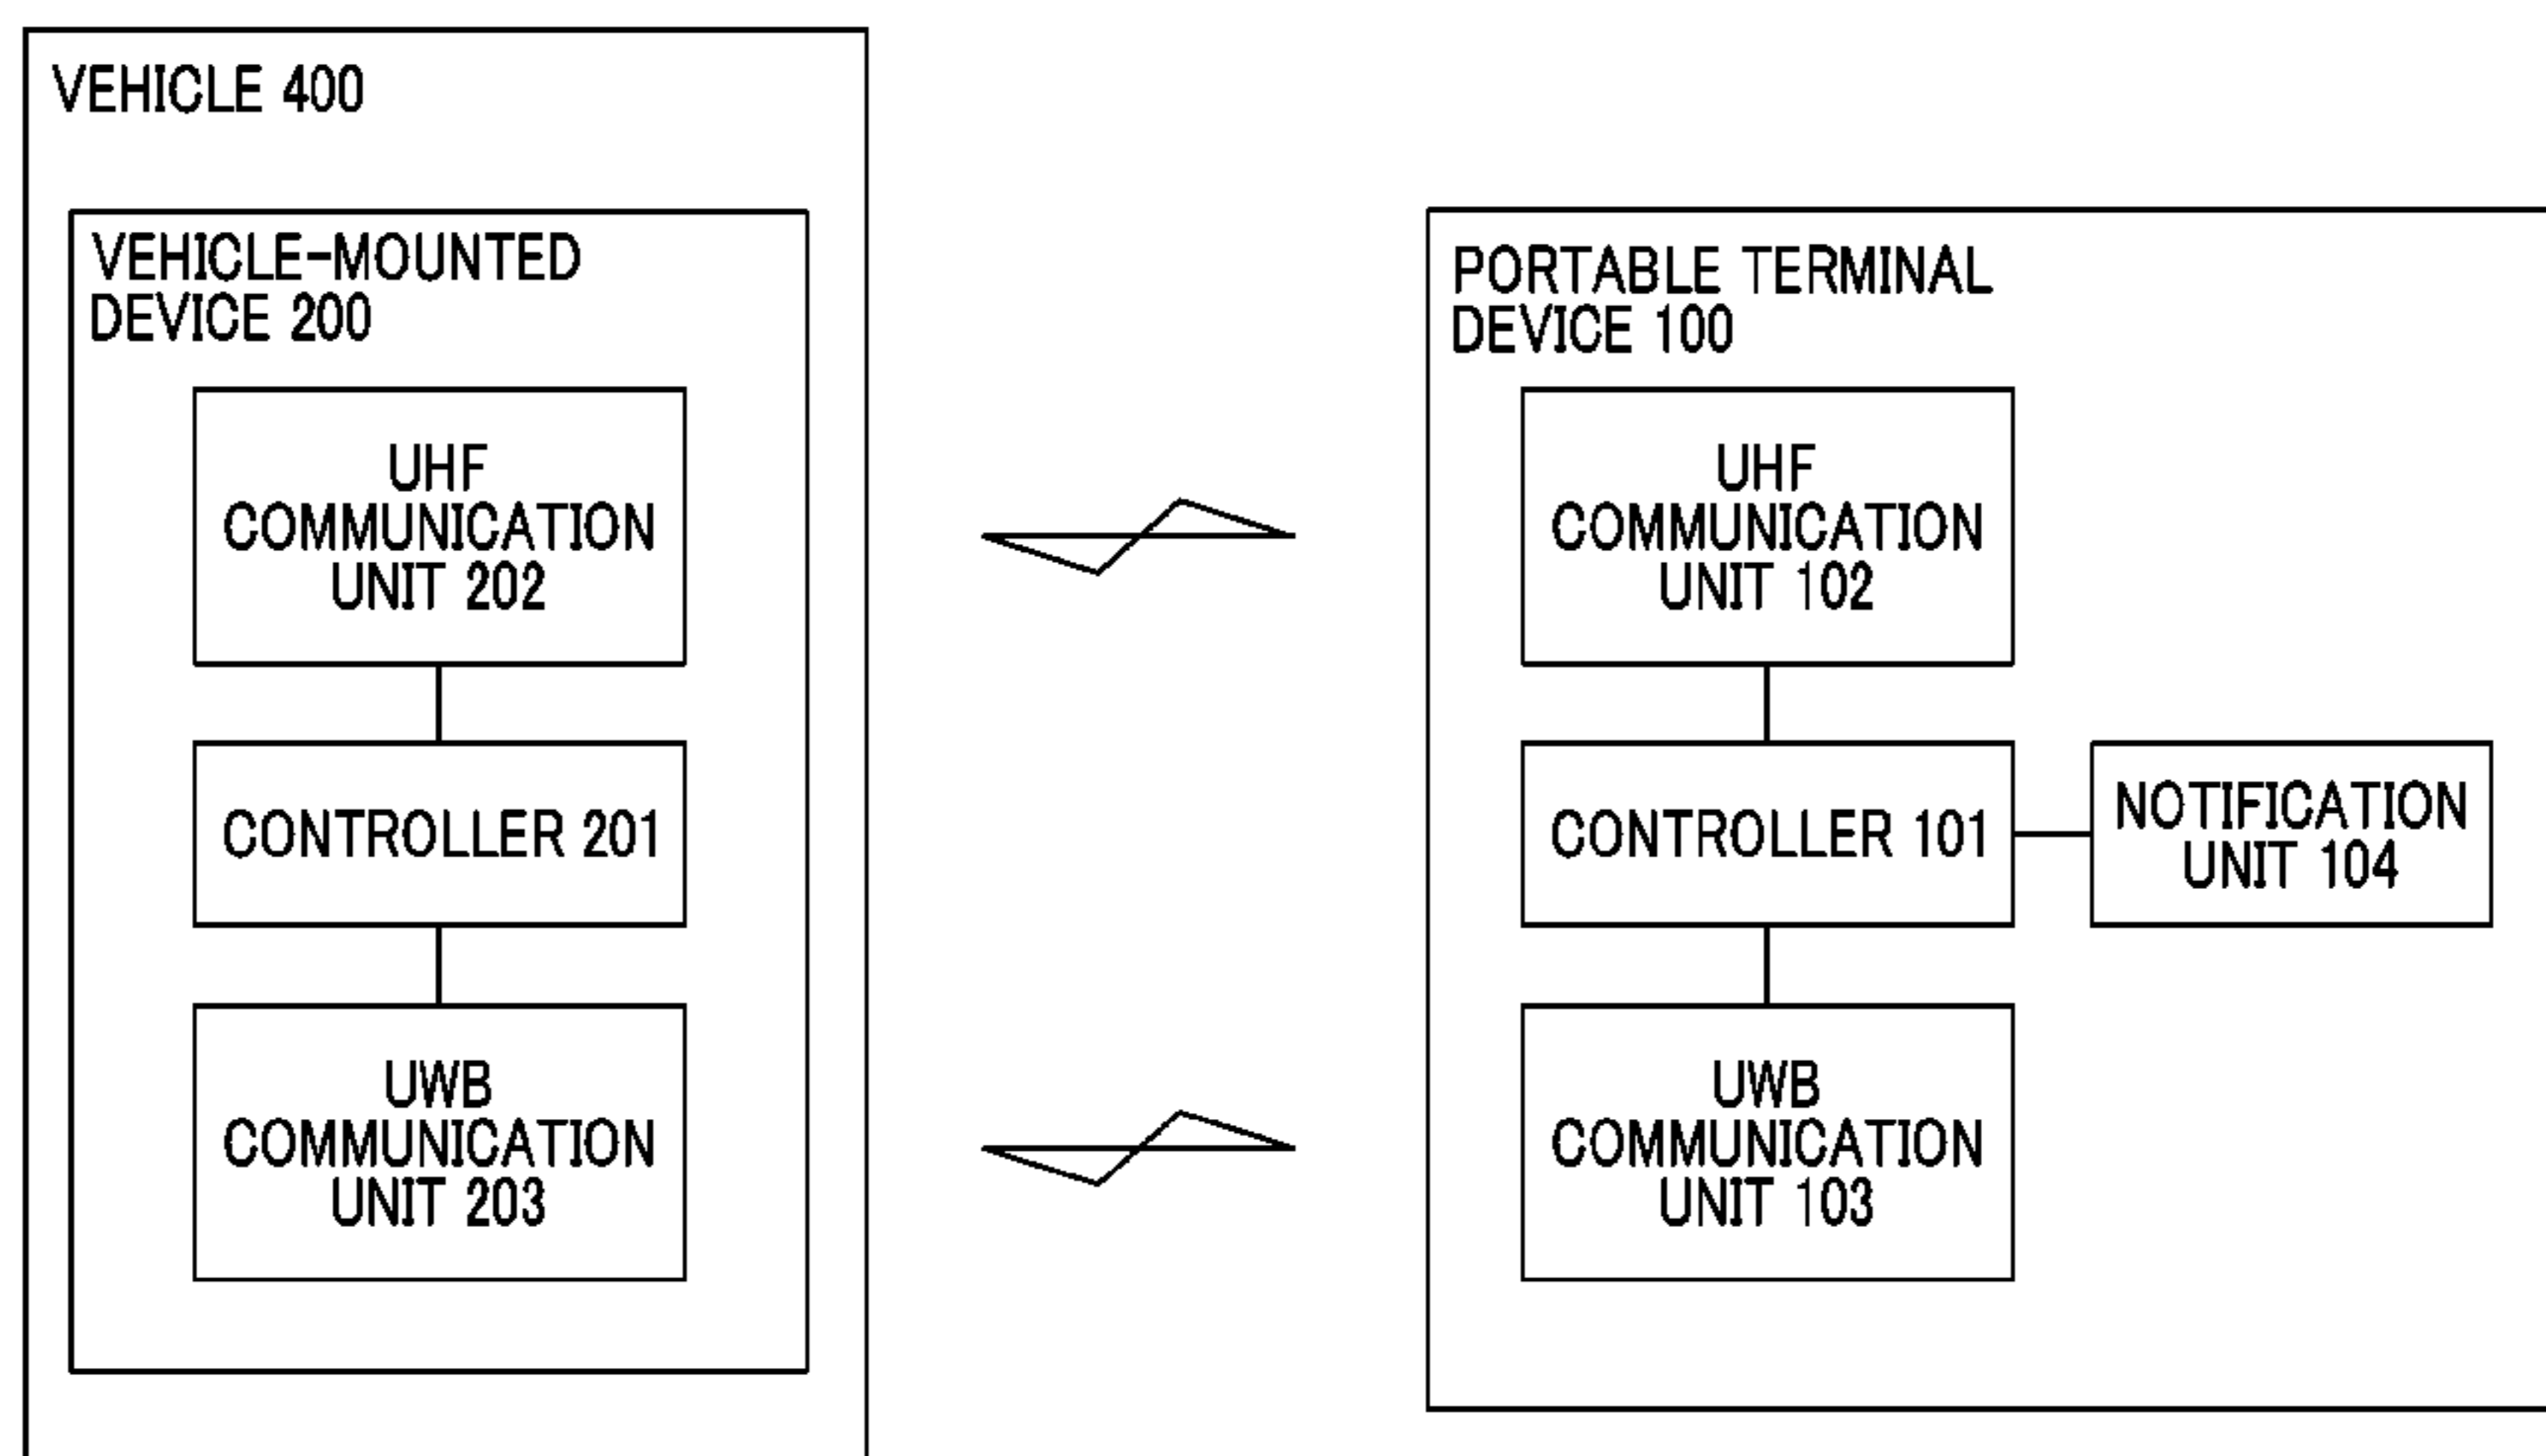 VEHICLE 400
VEHICLE-MOUNTED
DEVICE 200
UHF
COMMUNICATION
UNIT 202
CONTROLLER 201
UWB
COMMUNICATION
UNIT 203
PORTABLE TERMINAL
DEVICE 100
UHF
COMMUNICATION
UNIT 102
CONTROLLER 101
NOTIFICATION
UNIT 104
UWB
COMMUNICATION
UNIT 103